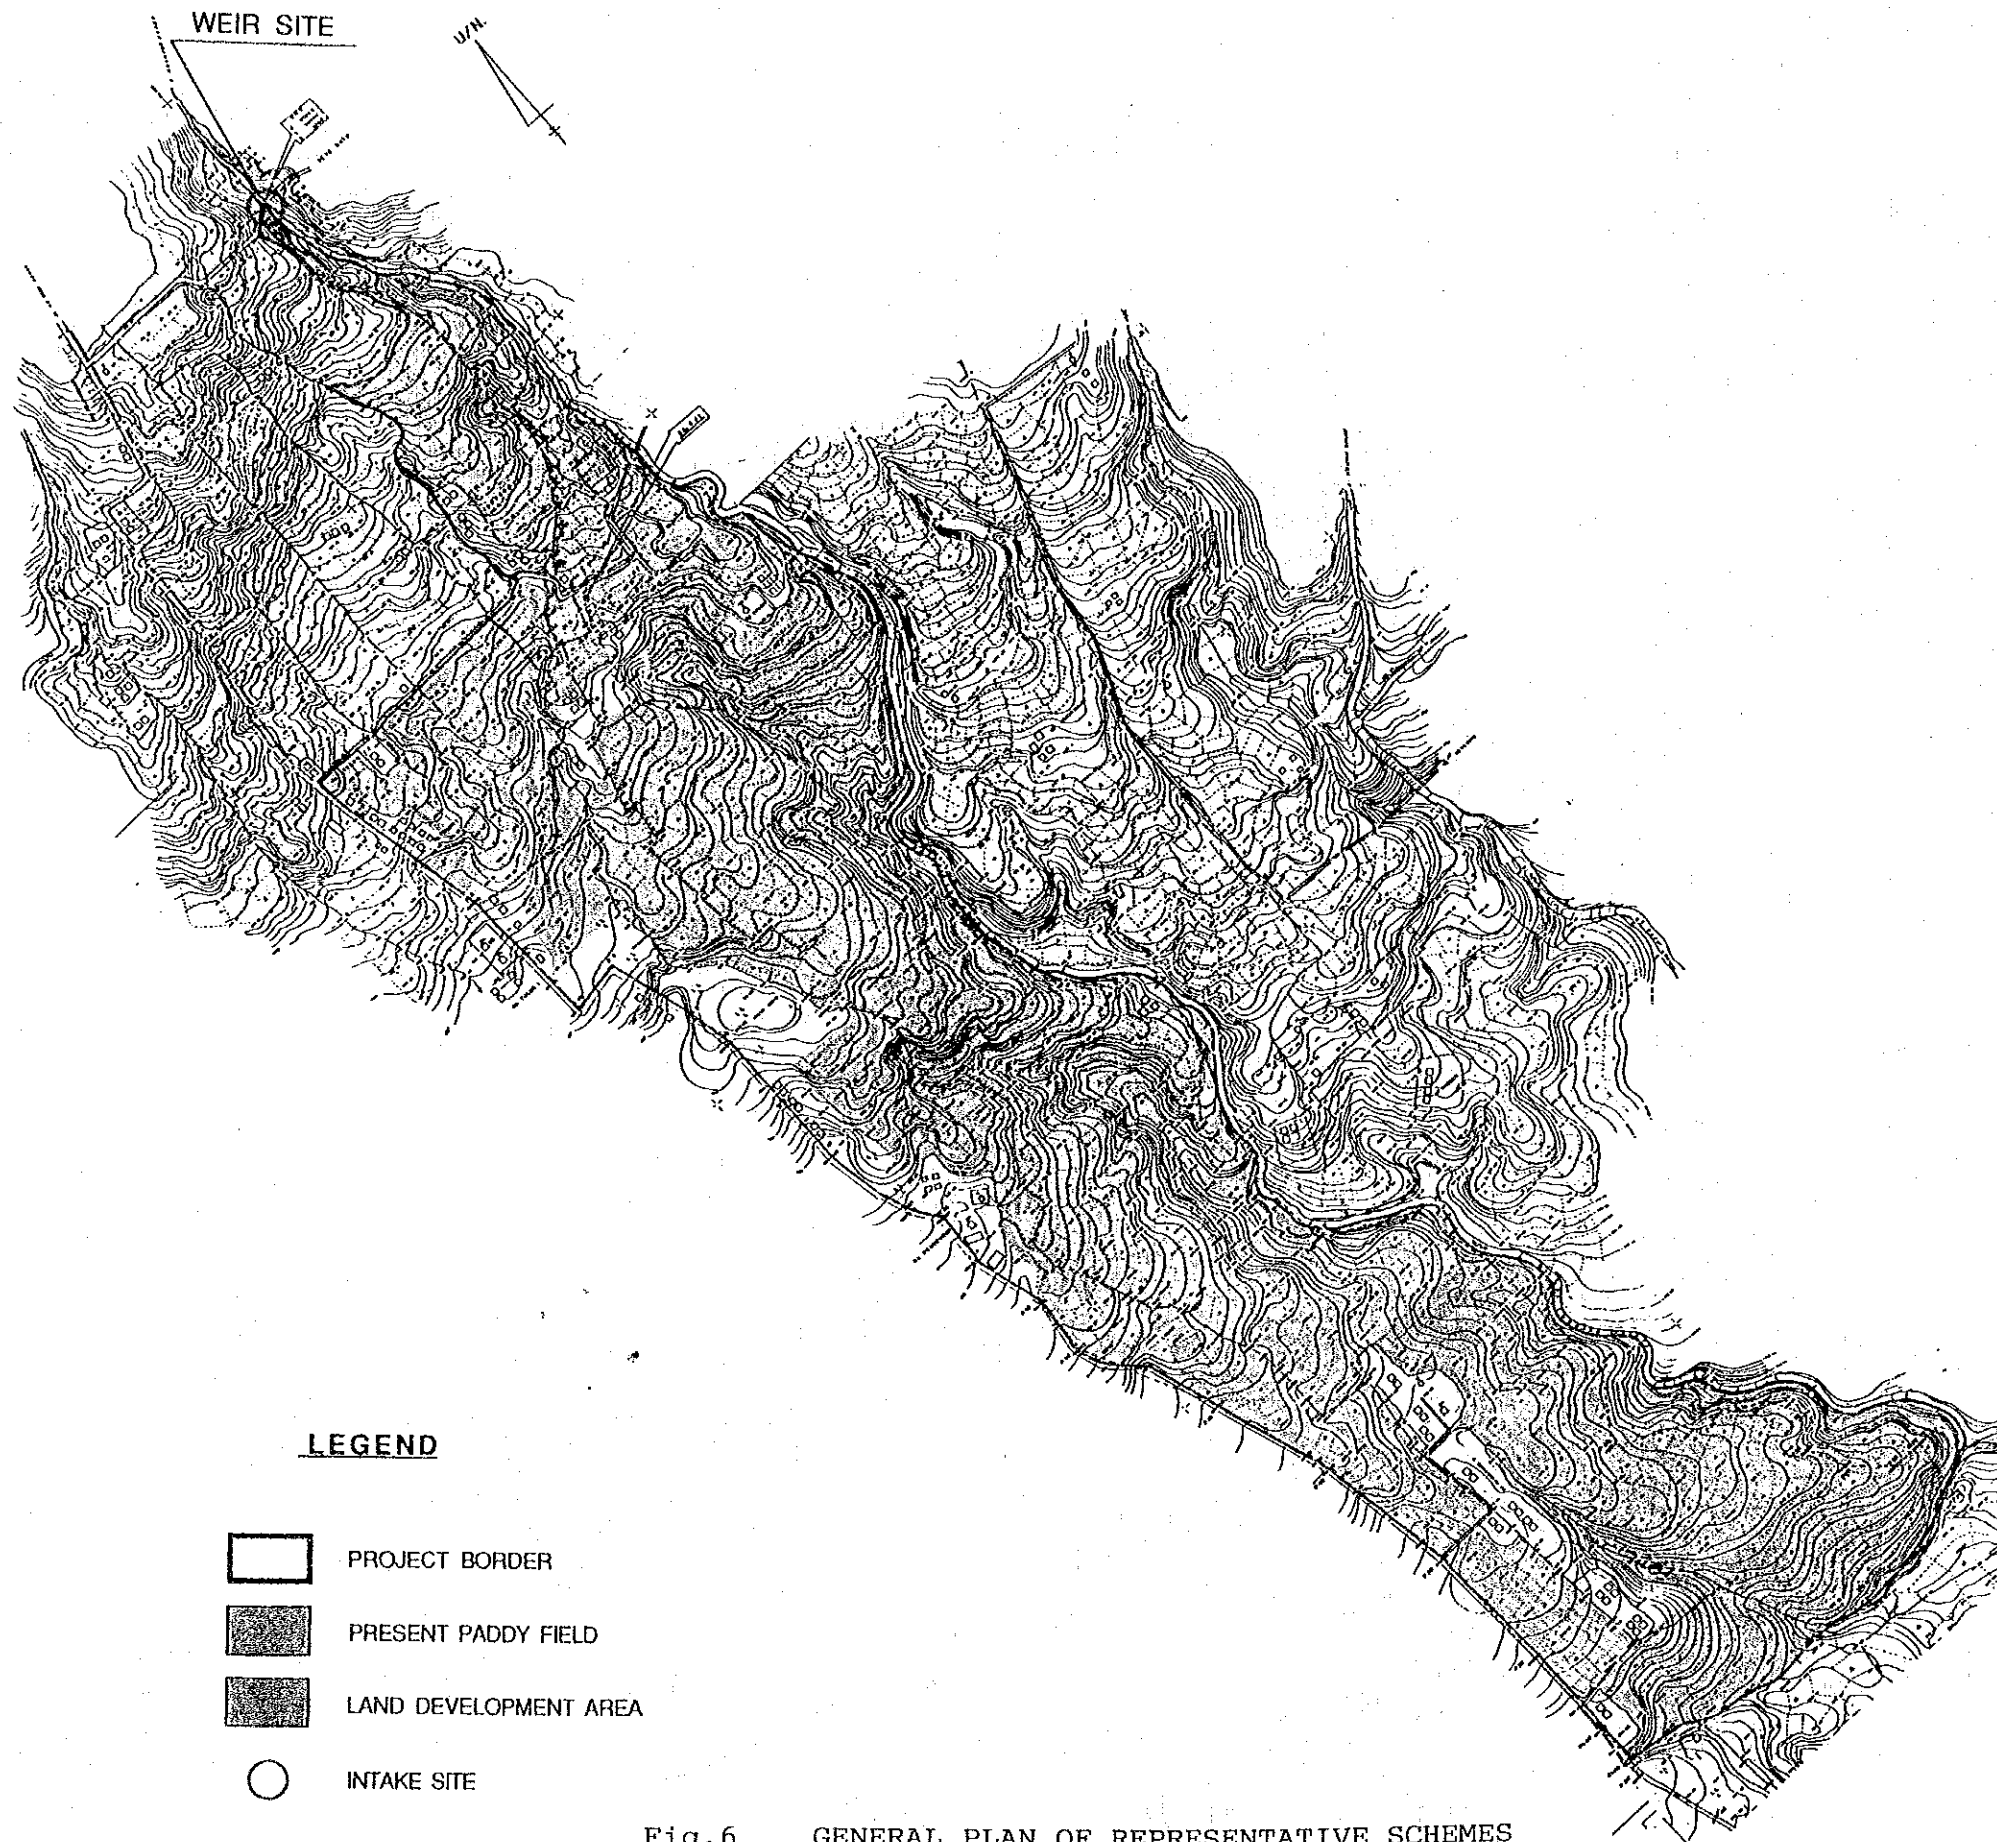 WEIR SITE
U/N.
LEGEND
PROJECT BORDER
PRESENT PADDY FIELD
LAND DEVELOPMENT AREA
INTAKE SITE
Fig.6 GENERAL PLAN OF REPRESENTATIVE SCHEMES